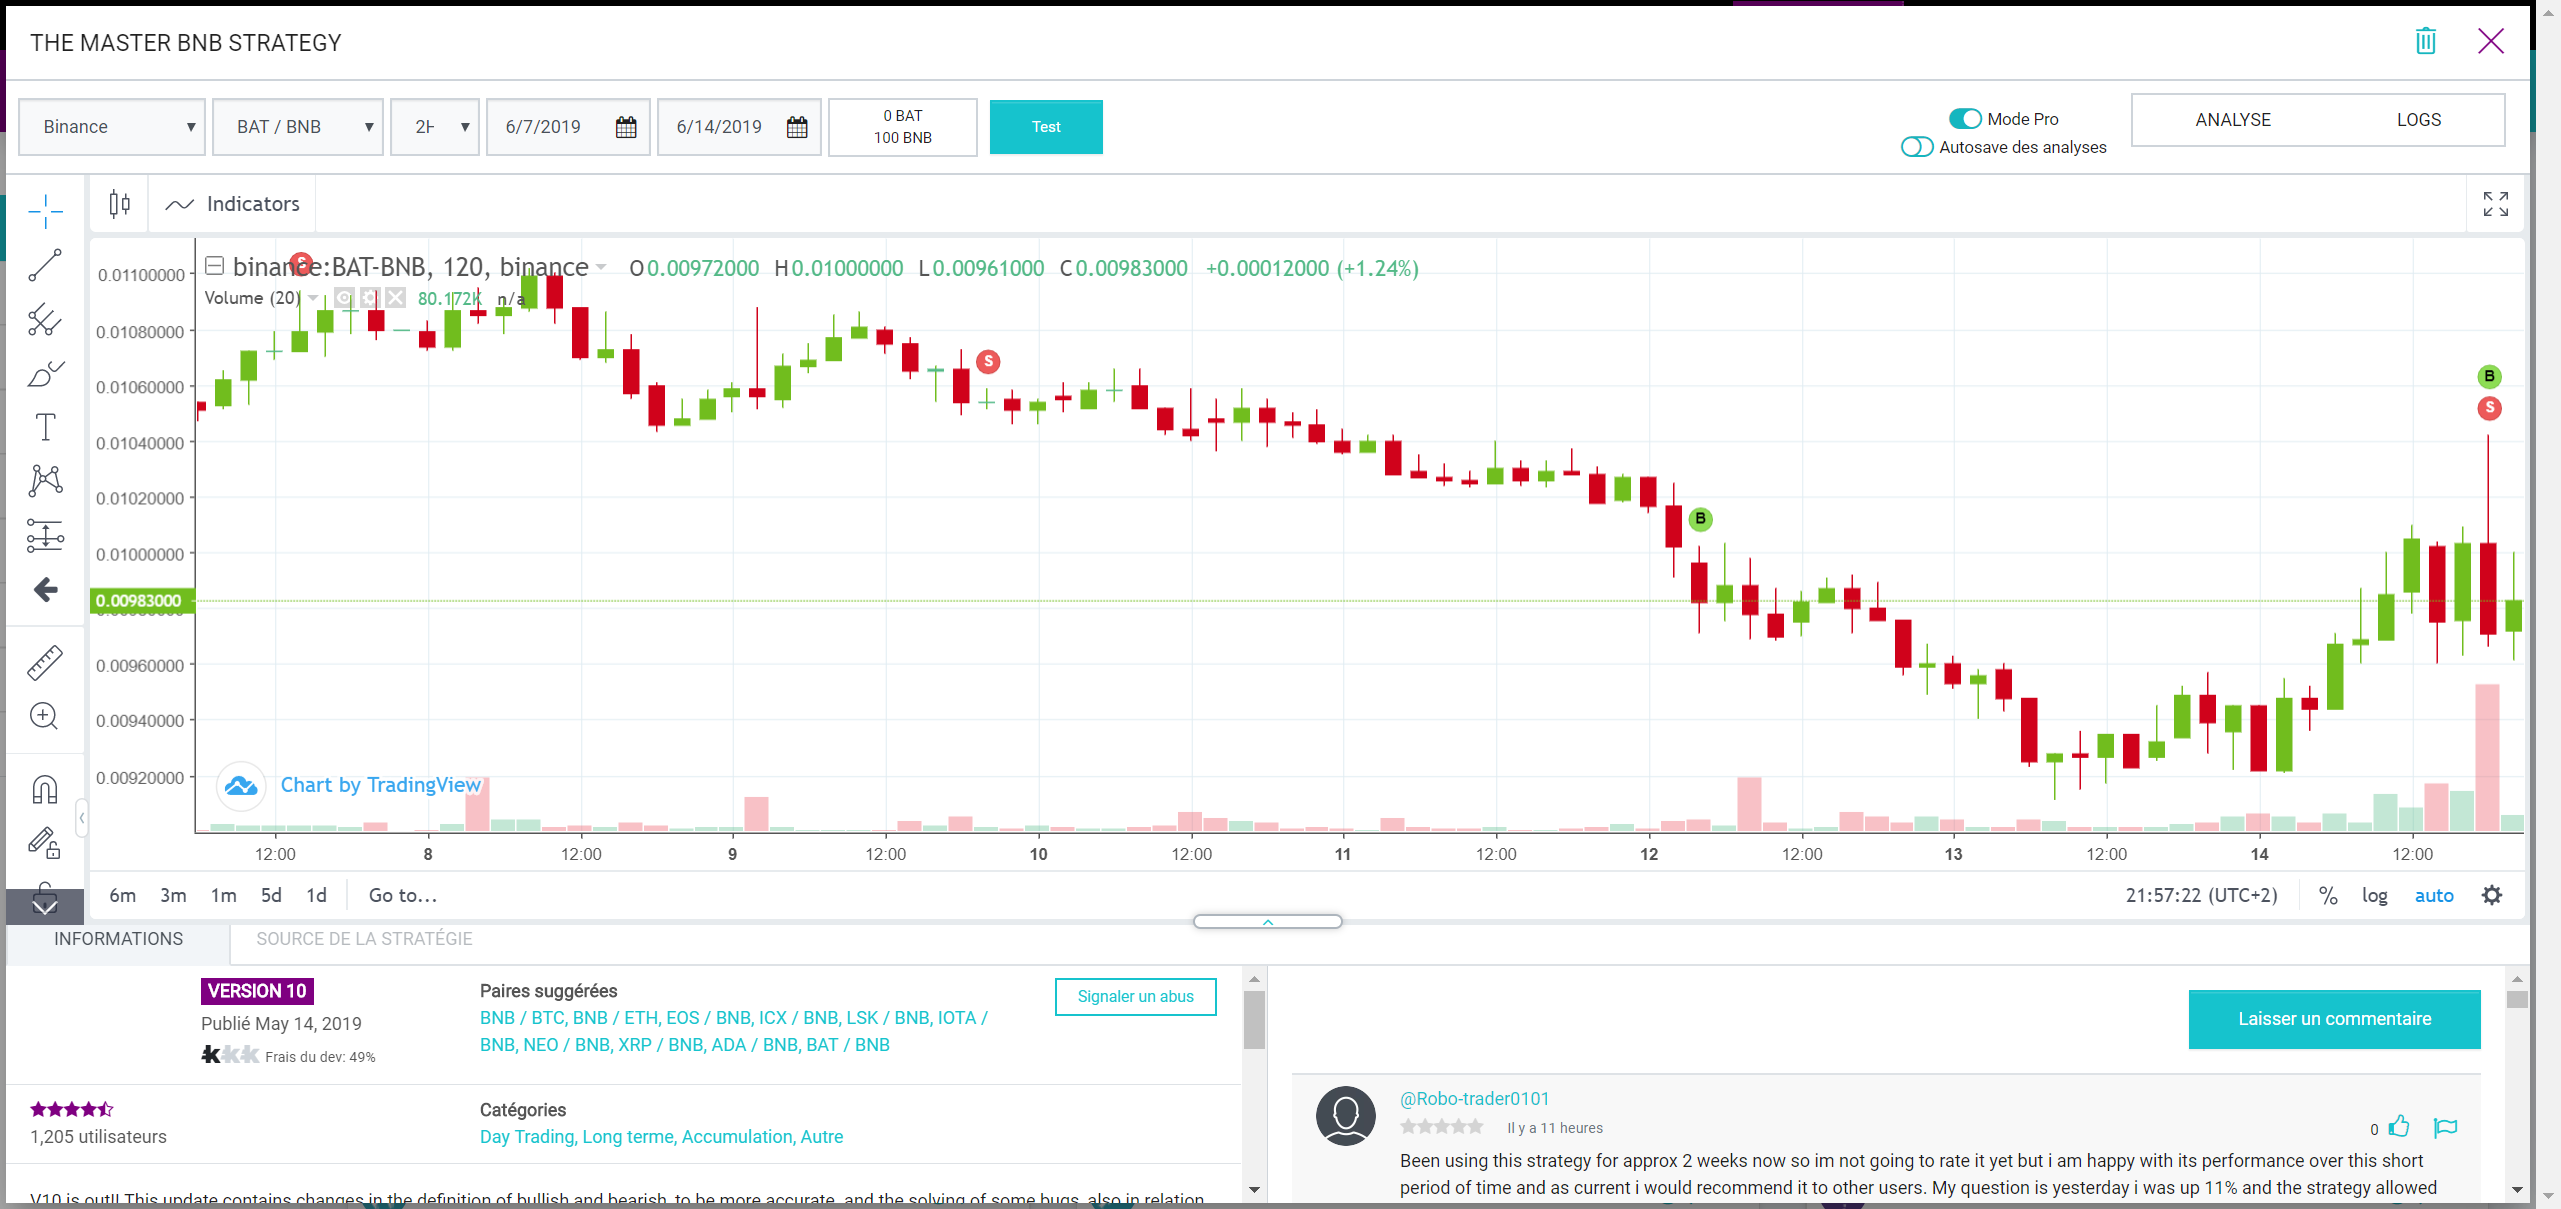 THE MASTER BNB STRATEGY
Binance
BAT / BNB
6/7/2019
6/14/2019
0 BAT
100 BNB
Test
Mode Pro
Autosave des analyses
ANALYSE
LOGS
Indicators
binance:BAT-BNB, 120, binance
O0.00972000 H0.01000000 L0.00961000 C0.00983000 +0.00012000 (+1.24%)
Volume (20)
80.172K n/a
S
S
B
S
B
0.01100000
0.01080000
0.01060000
0.01040000
0.01020000
0.01000000
0.00983000
0.00960000
0.00940000
0.00920000
Chart by TradingView
12:00 8 12:00 9 12:00 10 12:00 11 12:00 12 12:00 13 12:00 14 12:00
6m 3m 1m 5d 1d Go to...
21:57:22 (UTC+2) % log auto
INFORMATIONS
SOURCE DE LA STRATÉGIE
VERSION 10
Publié May 14, 2019
Frais du dev: 49%
Paires suggérées
BNB / BTC, BNB / ETH, EOS / BNB, ICX / BNB, LSK / BNB, IOTA /
BNB, NEO / BNB, XRP / BNB, ADA / BNB, BAT / BNB
Signaler un abus
1,205 utilisateurs
Catégories
Day Trading, Long terme, Accumulation, Autre
V10 is out!! This update contains changes in the definition of bullish and bearish, to be more accurate, and the solving of some bugs, also in relation
Laisser un commentaire
@Robo-trader0101
Il y a 11 heures
0
Been using this strategy for approx 2 weeks now so im not going to rate it yet but i am happy with its performance over this short
period of time and as current i would recommend it to other users. My question is yesterday i was up 11% and the strategy allowed